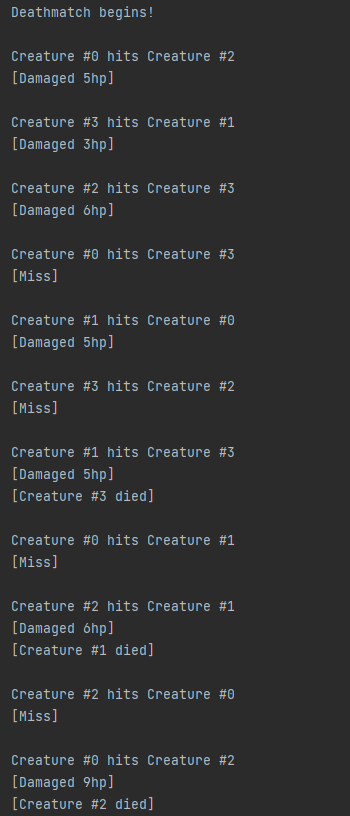 Deathmatch begins!
Creature #0 hits Creature #2
[Damaged 5hp]
Creature #3 hits Creature #1
[Damaged 3hp]
Creature #2 hits Creature #3
[Damaged 6hp]
Creature #0 hits Creature #3
[Miss]
Creature #1 hits Creature #0
[Damaged 5hp]
Creature #3 hits Creature #2
[Miss]
Creature #1 hits Creature #3
[Damaged 5hp]
[Creature #3 died]
Creature #0 hits Creature #1
[Miss]
Creature #2 hits Creature #1
[Damaged 6hp]
[Creature #1 died]
Creature #2 hits Creature #0
[Miss]
Creature #0 hits Creature #2
[Damaged 9hp]
[Creature #2 died]